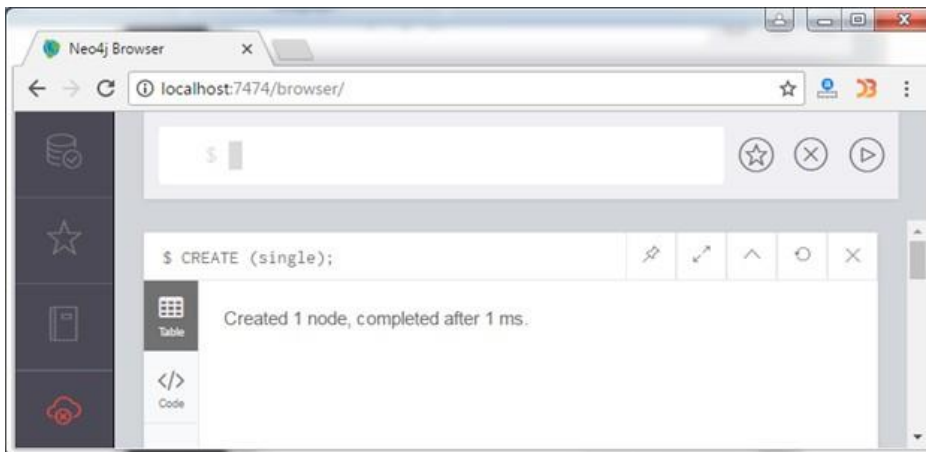 Neo4j Browser
localhost:7474/browser/
$
$ CREATE (single);
Table
Created 1 node, completed after 1 ms.
</>
Code